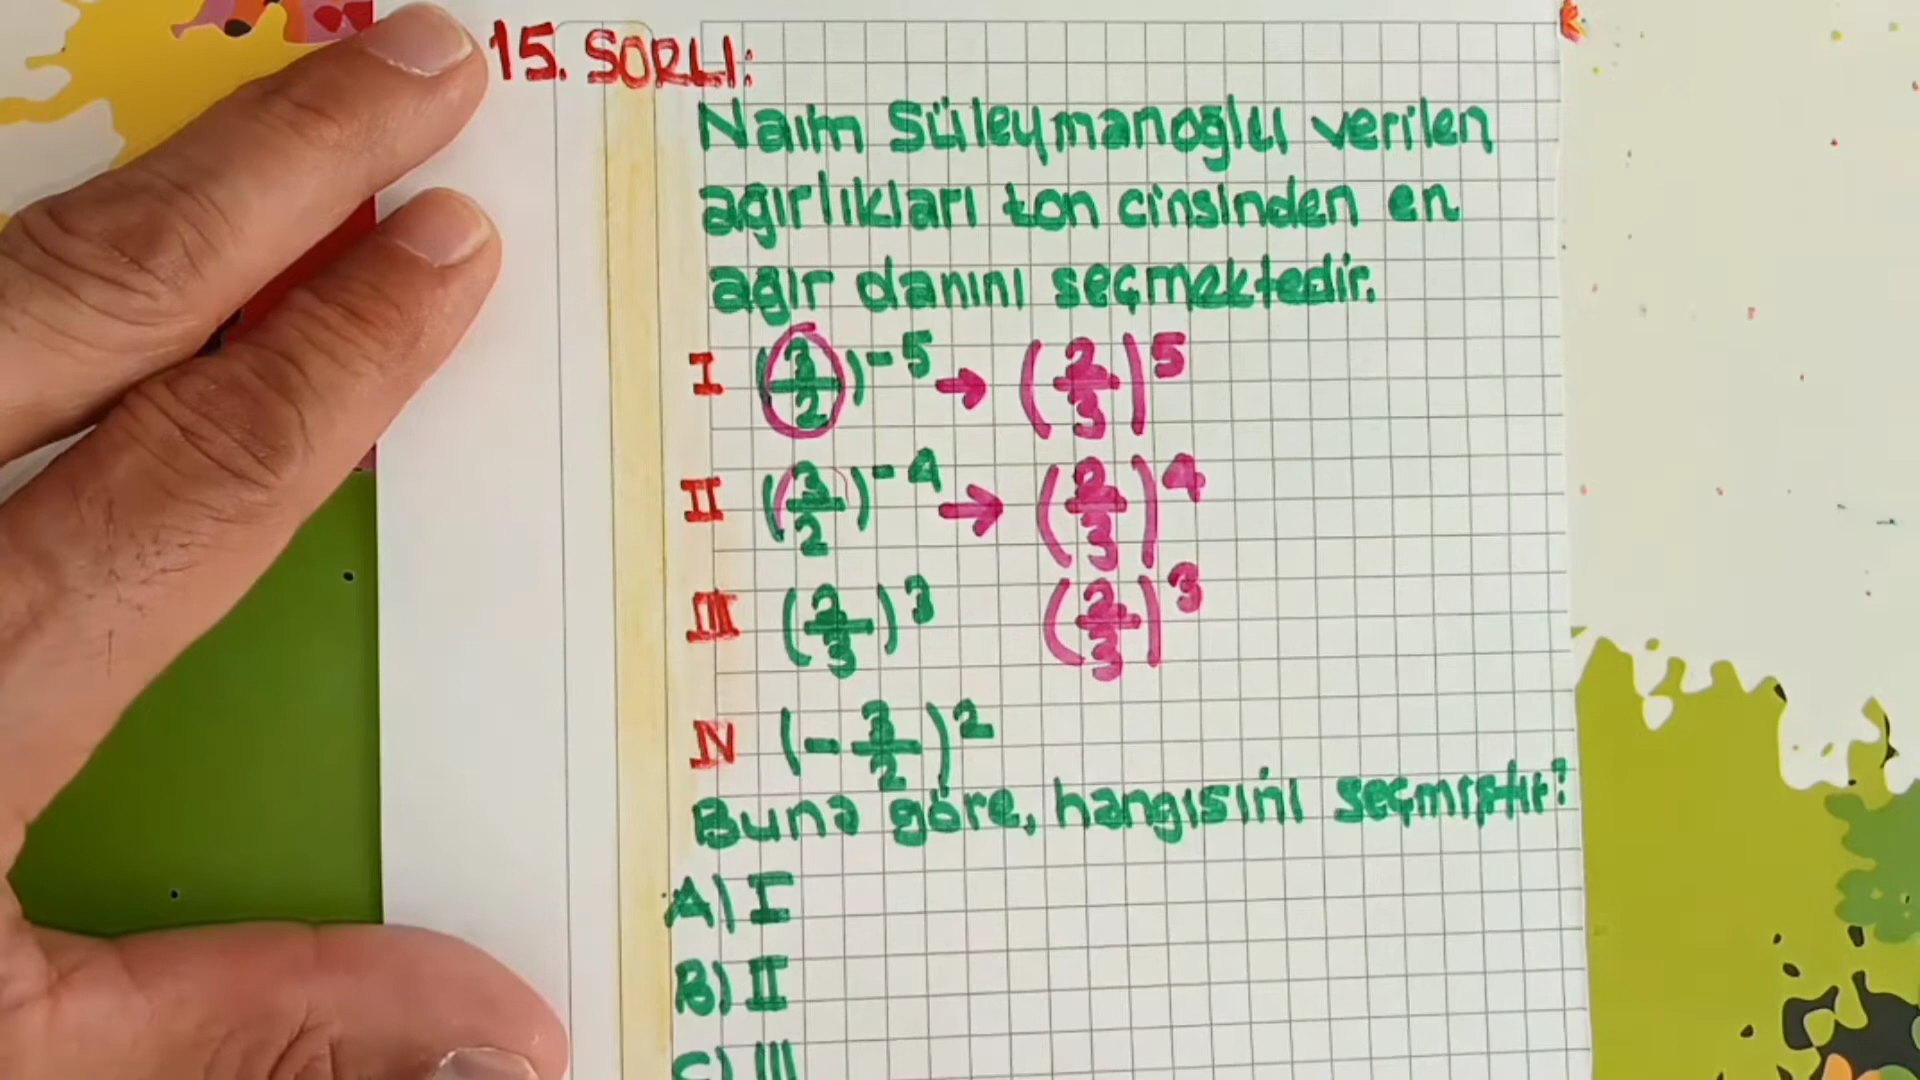 15. SORU:
Naim Süleymanoğlu verilen
ağırlıkları ton cinsinden en
ağır olanını seçmektedir.
I (3/2)^-5 → (2/3)^5
II (3/2)^-4 → (2/3)^4
III (2/3)^3 (2/3)^3
IV (-3/2)^2
Buna göre, hangisini seçmiştir?
A) I
B) II
C) III